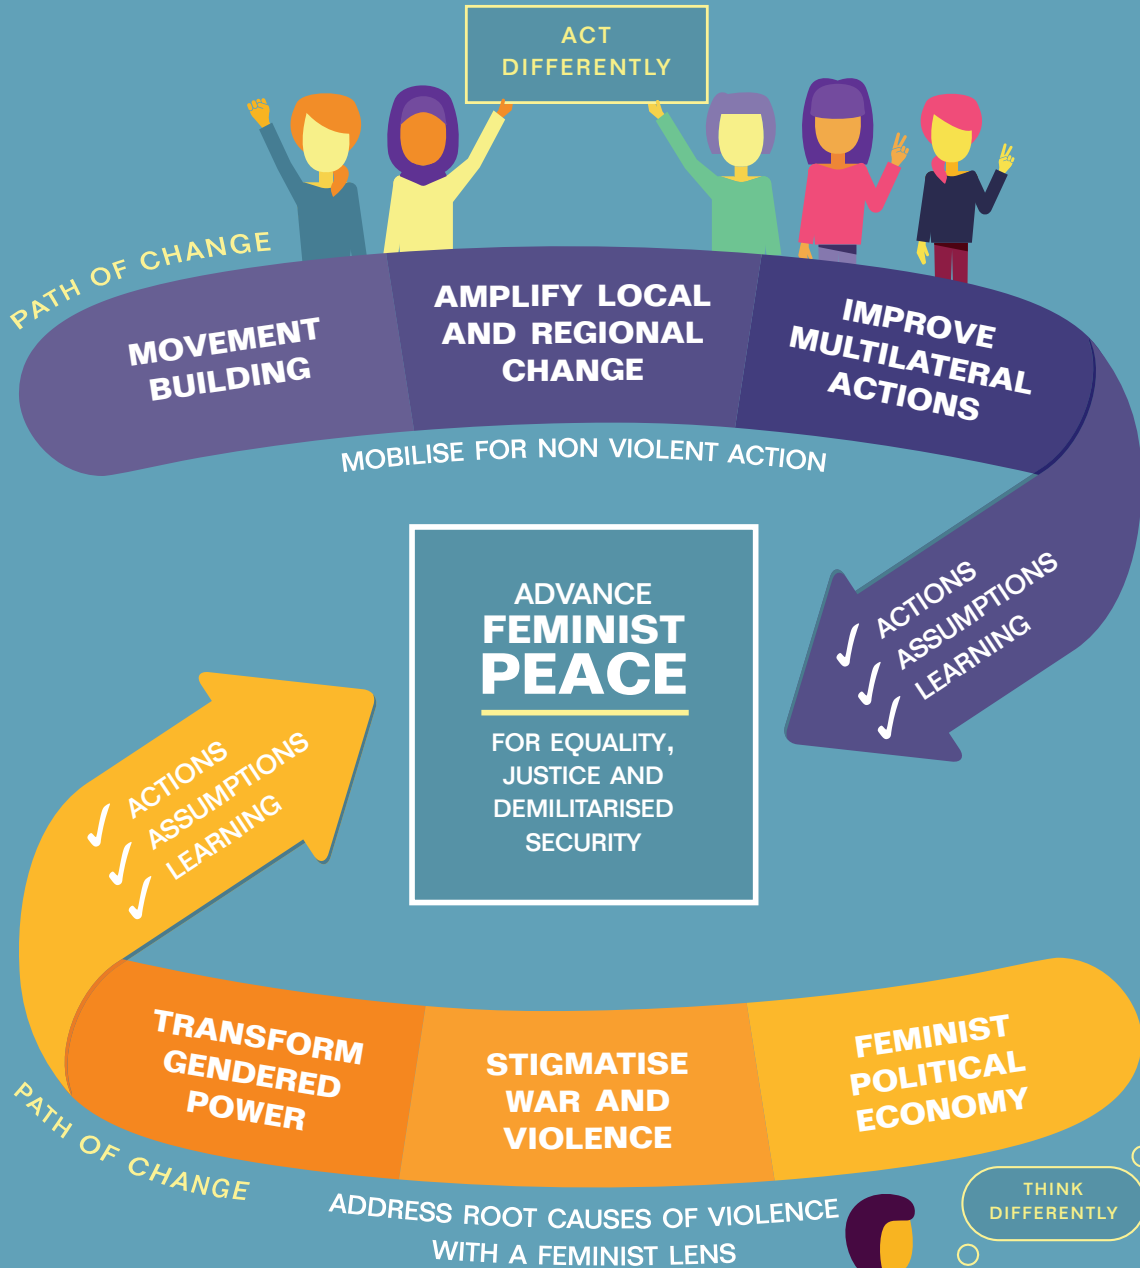 ACT
DIFFERENTLY
PATH OF CHANGE
MOVEMENT
BUILDING
AMPLIFY LOCAL
AND REGIONAL
CHANGE
IMPROVE
MULTILATERAL
ACTIONS
MOBILISE FOR NON VIOLENT ACTION
ACTIONS
ASSUMPTIONS
LEARNING
ADVANCE
FEMINIST
PEACE
FOR EQUALITY,
JUSTICE AND
DEMILITARISED
SECURITY
ACTIONS
ASSUMPTIONS
LEARNING
TRANSFORM
GENDERED
POWER
STIGMATISE
WAR AND
VIOLENCE
FEMINIST
POLITICAL
ECONOMY
PATH OF CHANGE
ADDRESS ROOT CAUSES OF VIOLENCE
WITH A FEMINIST LENS
THINK
DIFFERENTLY